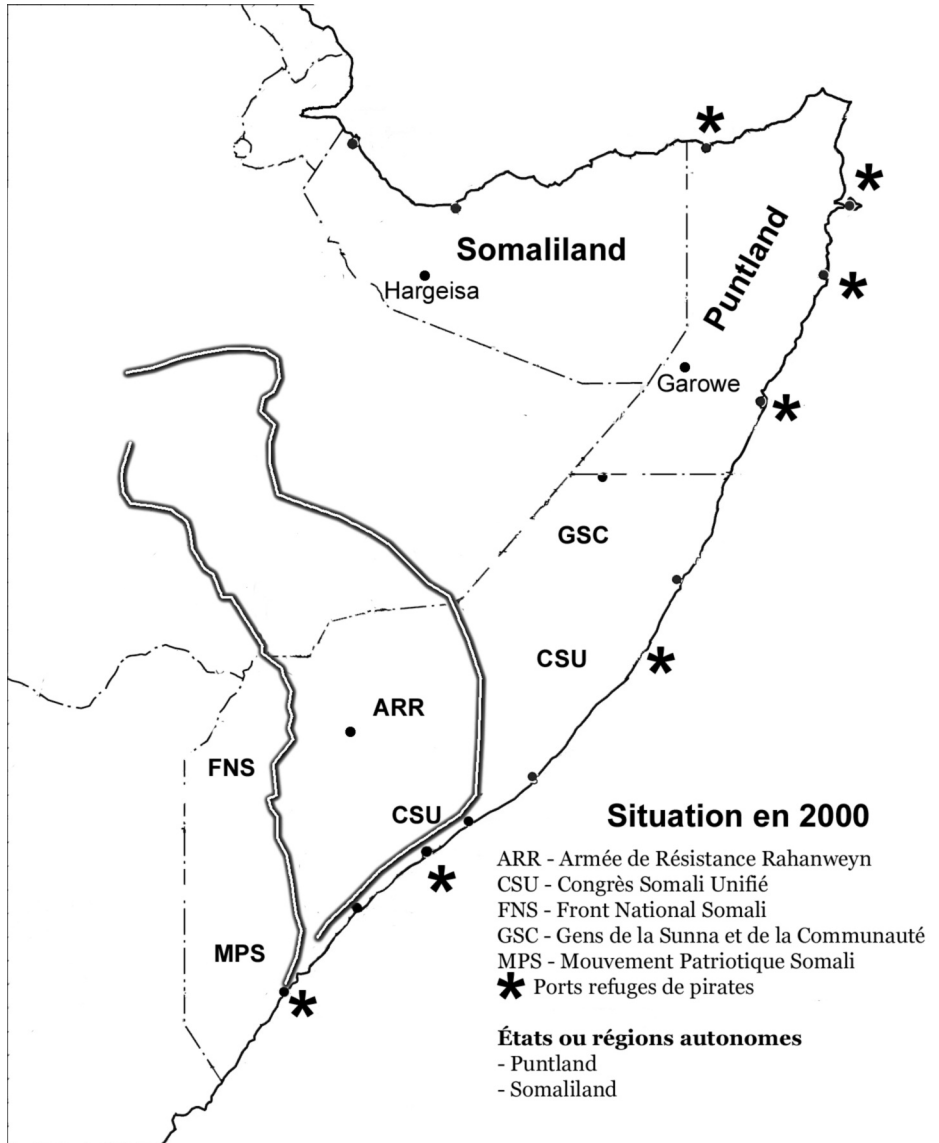 Somaliland
Puntland
Hargeisa
Garowe
GSC
CSU
ARR
FNS
CSU
MPS
Situation en 2000
ARR - Armée de Résistance Rahanweyn
CSU - Congrès Somali Unifié
FNS - Front National Somali
GSC - Gens de la Sunna et de la Communauté
MPS - Mouvement Patriotique Somali
* Ports refuges de pirates
États ou régions autonomes
- Puntland
- Somaliland